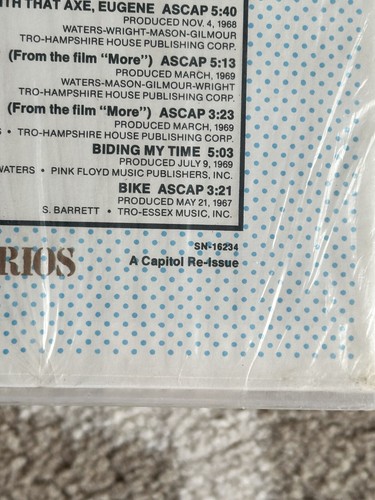 TH THAT AXE, EUGENE ASCAP 5:40
PRODUCED NOV. 4, 1968
WATERS-WRIGHT-MASON-GILMOUR
TRO-HAMPSHIRE HOUSE PUBLISHING CORP.
(From the film "More") ASCAP 5:13
PRODUCED MARCH, 1969
WATERS-MASON-GILMOUR-WRIGHT
TRO-HAMPSHIRE HOUSE PUBLISHING CORP.
(From the film "More") ASCAP 3:23
PRODUCED MARCH, 1969
S • TRO-HAMPSHIRE HOUSE PUBLISHING CORP.
BIDING MY TIME 5:03
PRODUCED JULY 9, 1969
WATERS • PINK FLOYD MUSIC PUBLISHERS, INC.
BIKE ASCAP 3:21
PRODUCED MAY 21, 1967
S. BARRETT • TRO-ESSEX MUSIC, INC.
SN-16234
RIOS A Capitol Re-Issue